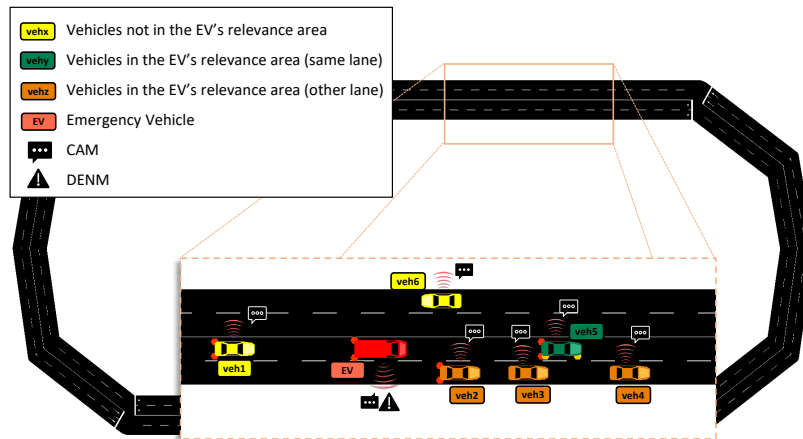 vehx Vehicles not in the EV's relevance area
vehy Vehicles in the EV's relevance area (same lane)
vehz Vehicles in the EV's relevance area (other lane)
EV Emergency Vehicle
CAM
DENM
veh6
veh5
veh1
EV
veh2
veh3
veh4